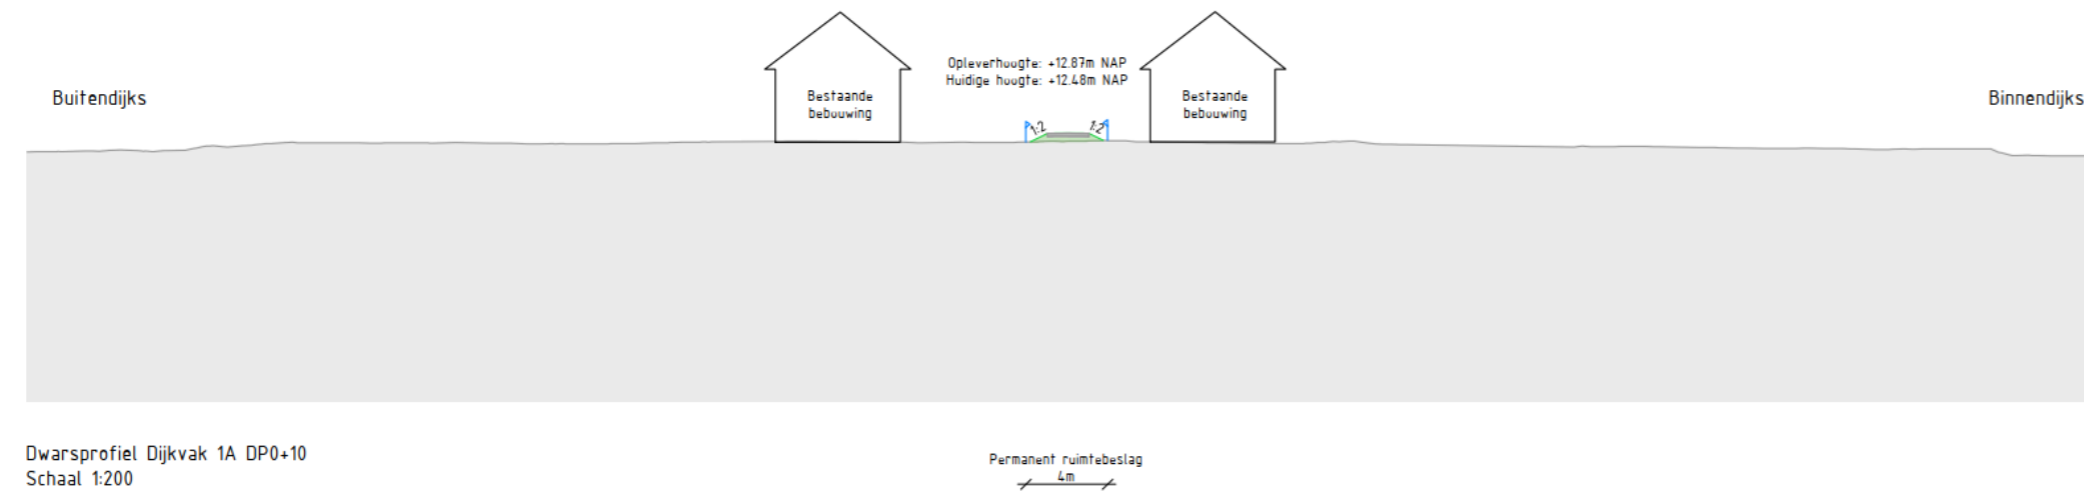 Opleverhoogte: +12.87m NAP
Huidige hoogte: +12.48m NAP
Buitendijks
Bestaande
bebouwing
Bestaande
bebouwing
Binnendijks
1:2
1:2
Dwarsprofiel Dijkvak 1A DP0+10
Schaal 1:200
Permanent ruimtebeslag
4m